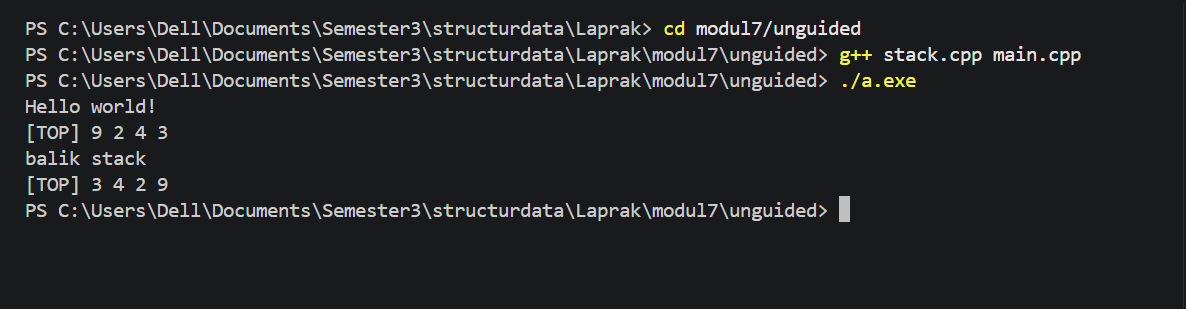 PS C:\Users\Dell\Documents\Semester3\structurdata\Laprak> cd modul7/unguided
PS C:\Users\Dell\Documents\Semester3\structurdata\Laprak\modul7\unguided> g++ stack.cpp main.cpp
PS C:\Users\Dell\Documents\Semester3\structurdata\Laprak\modul7\unguided> ./a.exe
Hello world!
[TOP] 9 2 4 3
balik stack
[TOP] 3 4 2 9
PS C:\Users\Dell\Documents\Semester3\structurdata\Laprak\modul7\unguided>